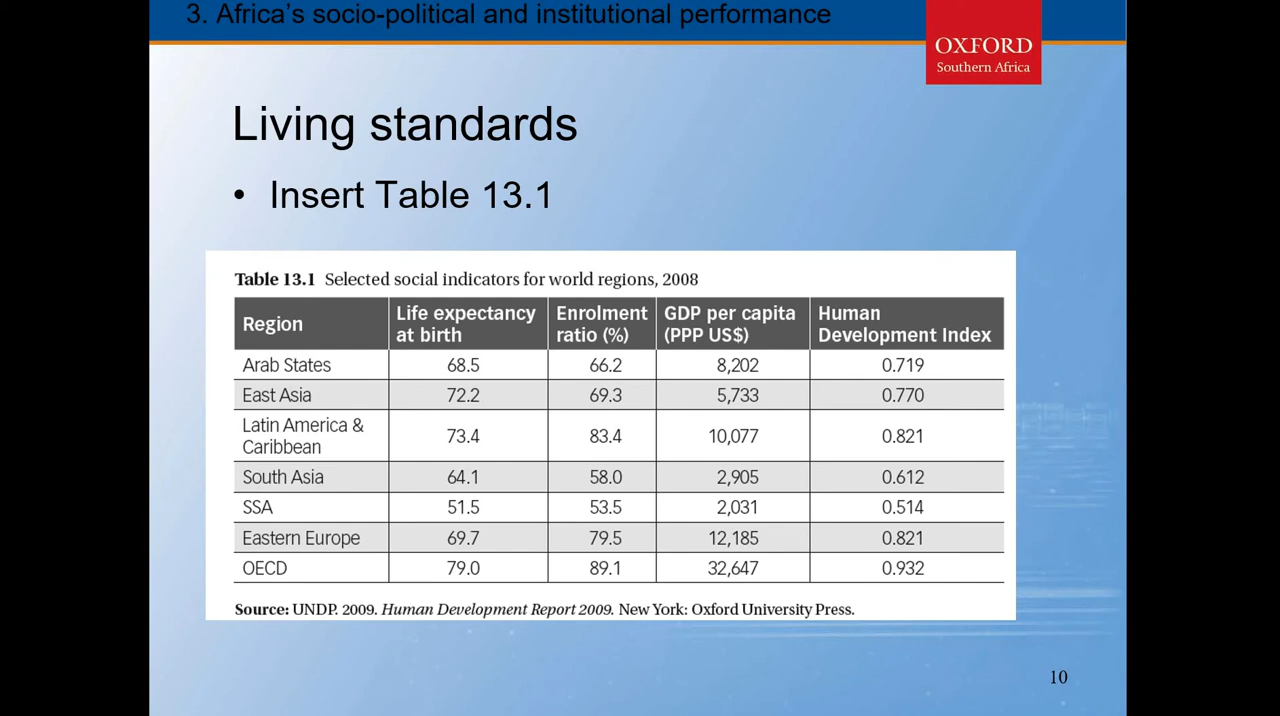 3. Africa’s socio-political and institutional performance
OXFORD
Southern Africa
Living standards
• Insert Table 13.1
Table 13.1 Selected social indicators for world regions, 2008
Region Life expectancy at birth Enrolment ratio (%) GDP per capita (PPP US$) Human Development Index
Arab States 68.5 66.2 8,202 0.719
East Asia 72.2 69.3 5,733 0.770
Latin America & Caribbean 73.4 83.4 10,077 0.821
South Asia 64.1 58.0 2,905 0.612
SSA 51.5 53.5 2,031 0.514
Eastern Europe 69.7 79.5 12,185 0.821
OECD 79.0 89.1 32,647 0.932
Source: UNDP. 2009. Human Development Report 2009. New York: Oxford University Press.
10